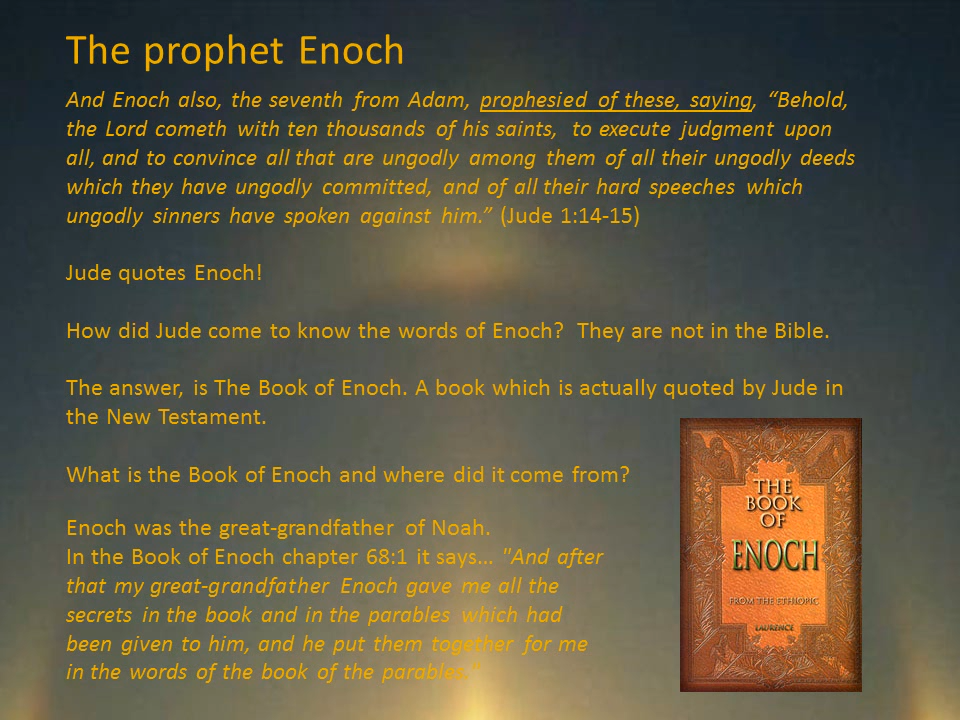 The prophet Enoch
And Enoch also, the seventh from Adam, prophesied of these, saying, “Behold,
the Lord cometh with ten thousands of his saints, to execute judgment upon
all, and to convince all that are ungodly among them of all their ungodly deeds
which they have ungodly committed, and of all their hard speeches which
ungodly sinners have spoken against him.” (Jude 1:14-15)
Jude quotes Enoch!
How did Jude come to know the words of Enoch? They are not in the Bible.
The answer, is The Book of Enoch. A book which is actually quoted by Jude in
the New Testament.
What is the Book of Enoch and where did it come from?
Enoch was the great-grandfather of Noah.
In the Book of Enoch chapter 68:1 it says... "And after
that my great-grandfather Enoch gave me all the
secrets in the book and in the parables which had
been given to him, and he put them together for me
in the words of the book of the parables."
THE
BOOK
OF
ENOCH
FROM THE ETHIOPIC
LAURENCE